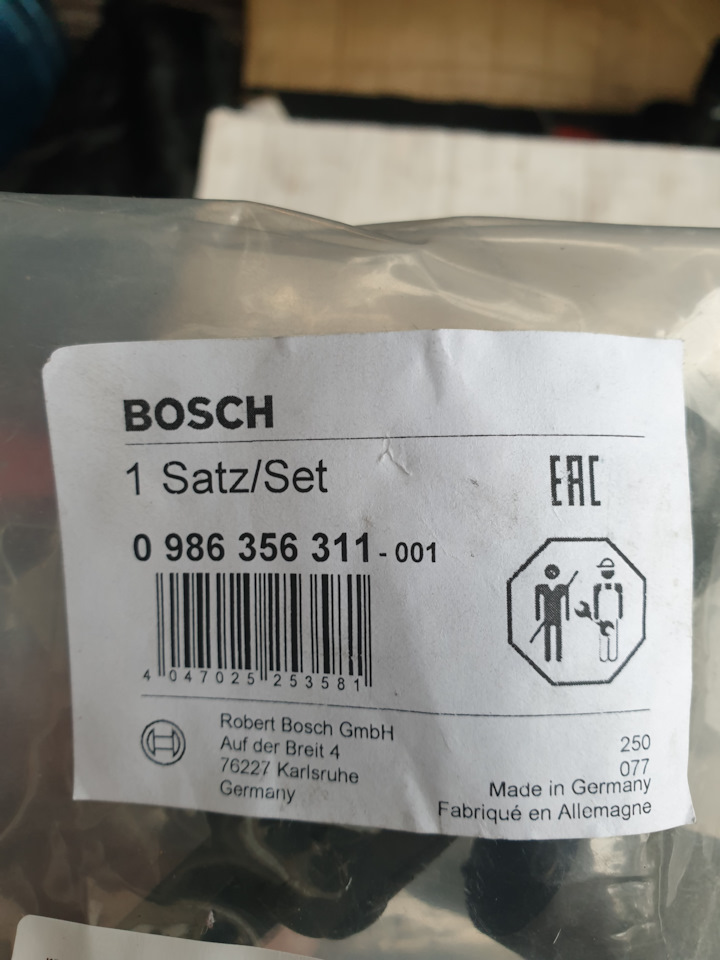 BOSCH
1 Satz/Set
EAC
0 986 356 311 - 001
4 047025 253581
Robert Bosch GmbH
Auf der Breit 4
76227 Karlsruhe
Germany
250
077
Made in Germany
Fabriqué en Allemagne